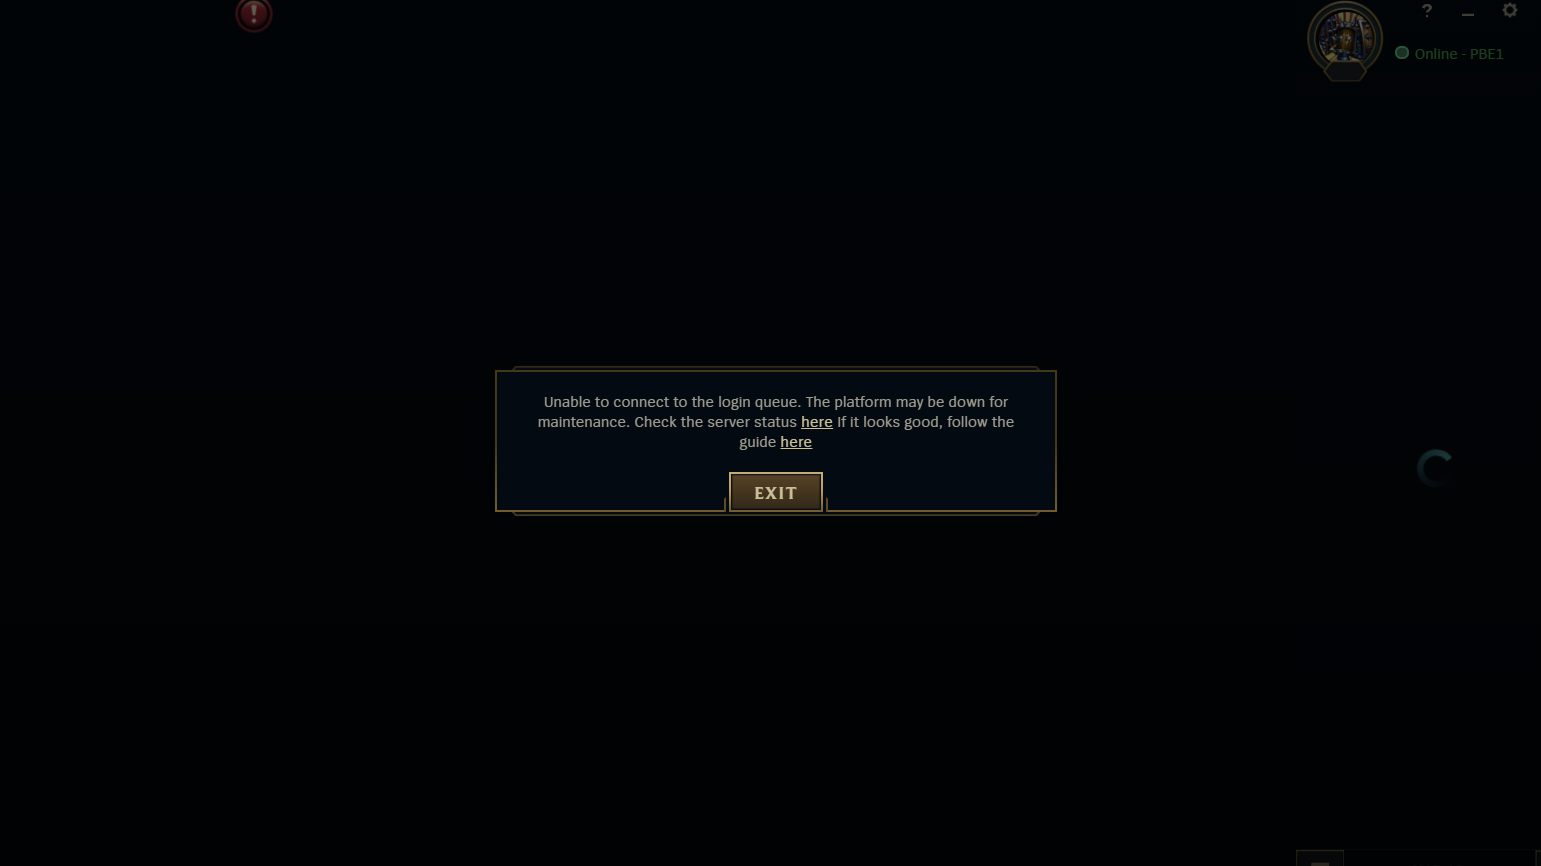 ?
Online - PBE1
Unable to connect to the login queue. The platform may be down for
maintenance. Check the server status here If it looks good, follow the
guide here
EXIT